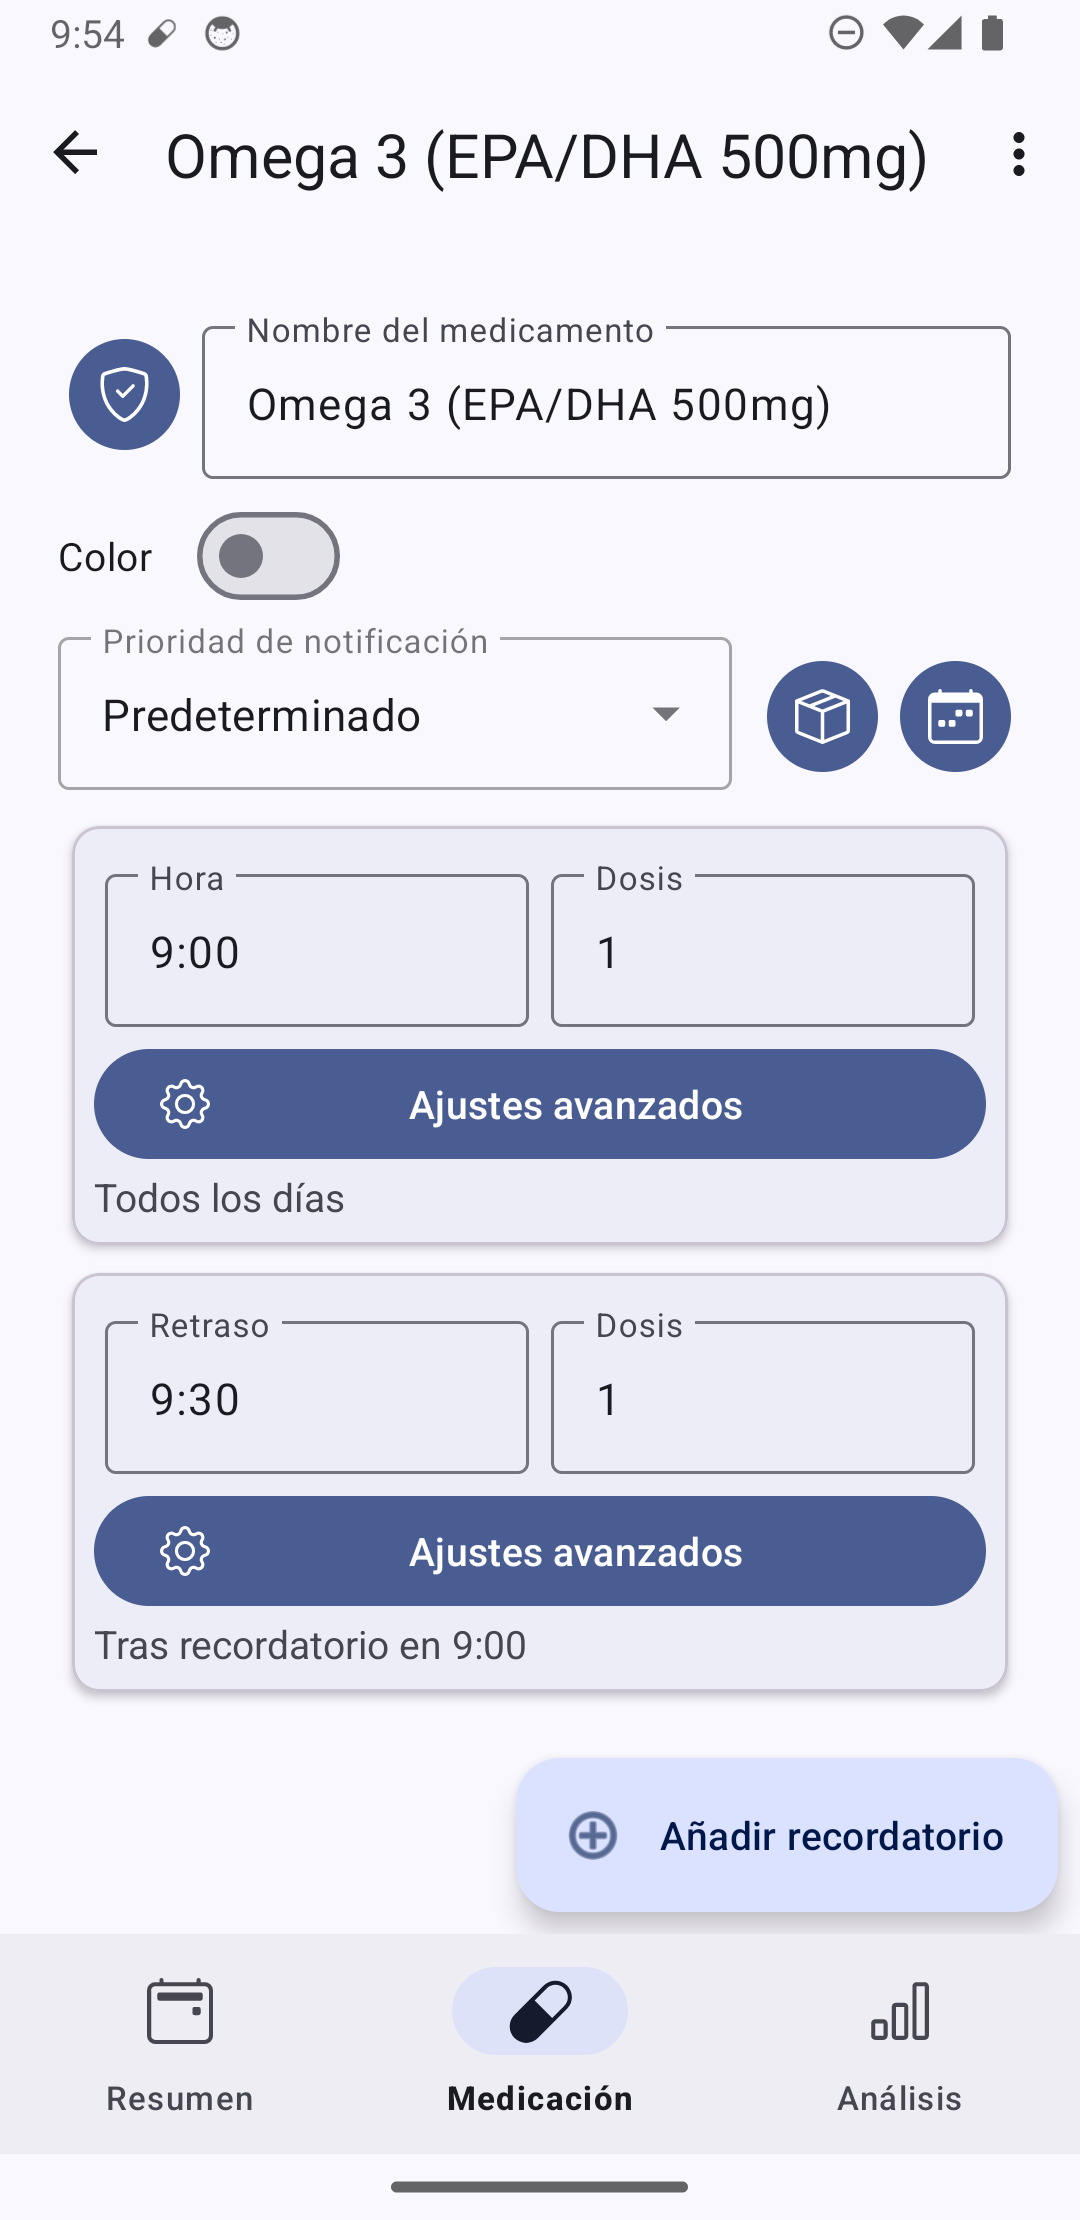 9:54
Omega 3 (EPA/DHA 500mg)
Nombre del medicamento
Omega 3 (EPA/DHA 500mg)
Color
Prioridad de notificación
Predeterminado
Hora
Dosis
9:00
1
Ajustes avanzados
Todos los días
Retraso
Dosis
9:30
1
Ajustes avanzados
Tras recordatorio en 9:00
Añadir recordatorio
Resumen
Medicación
Análisis